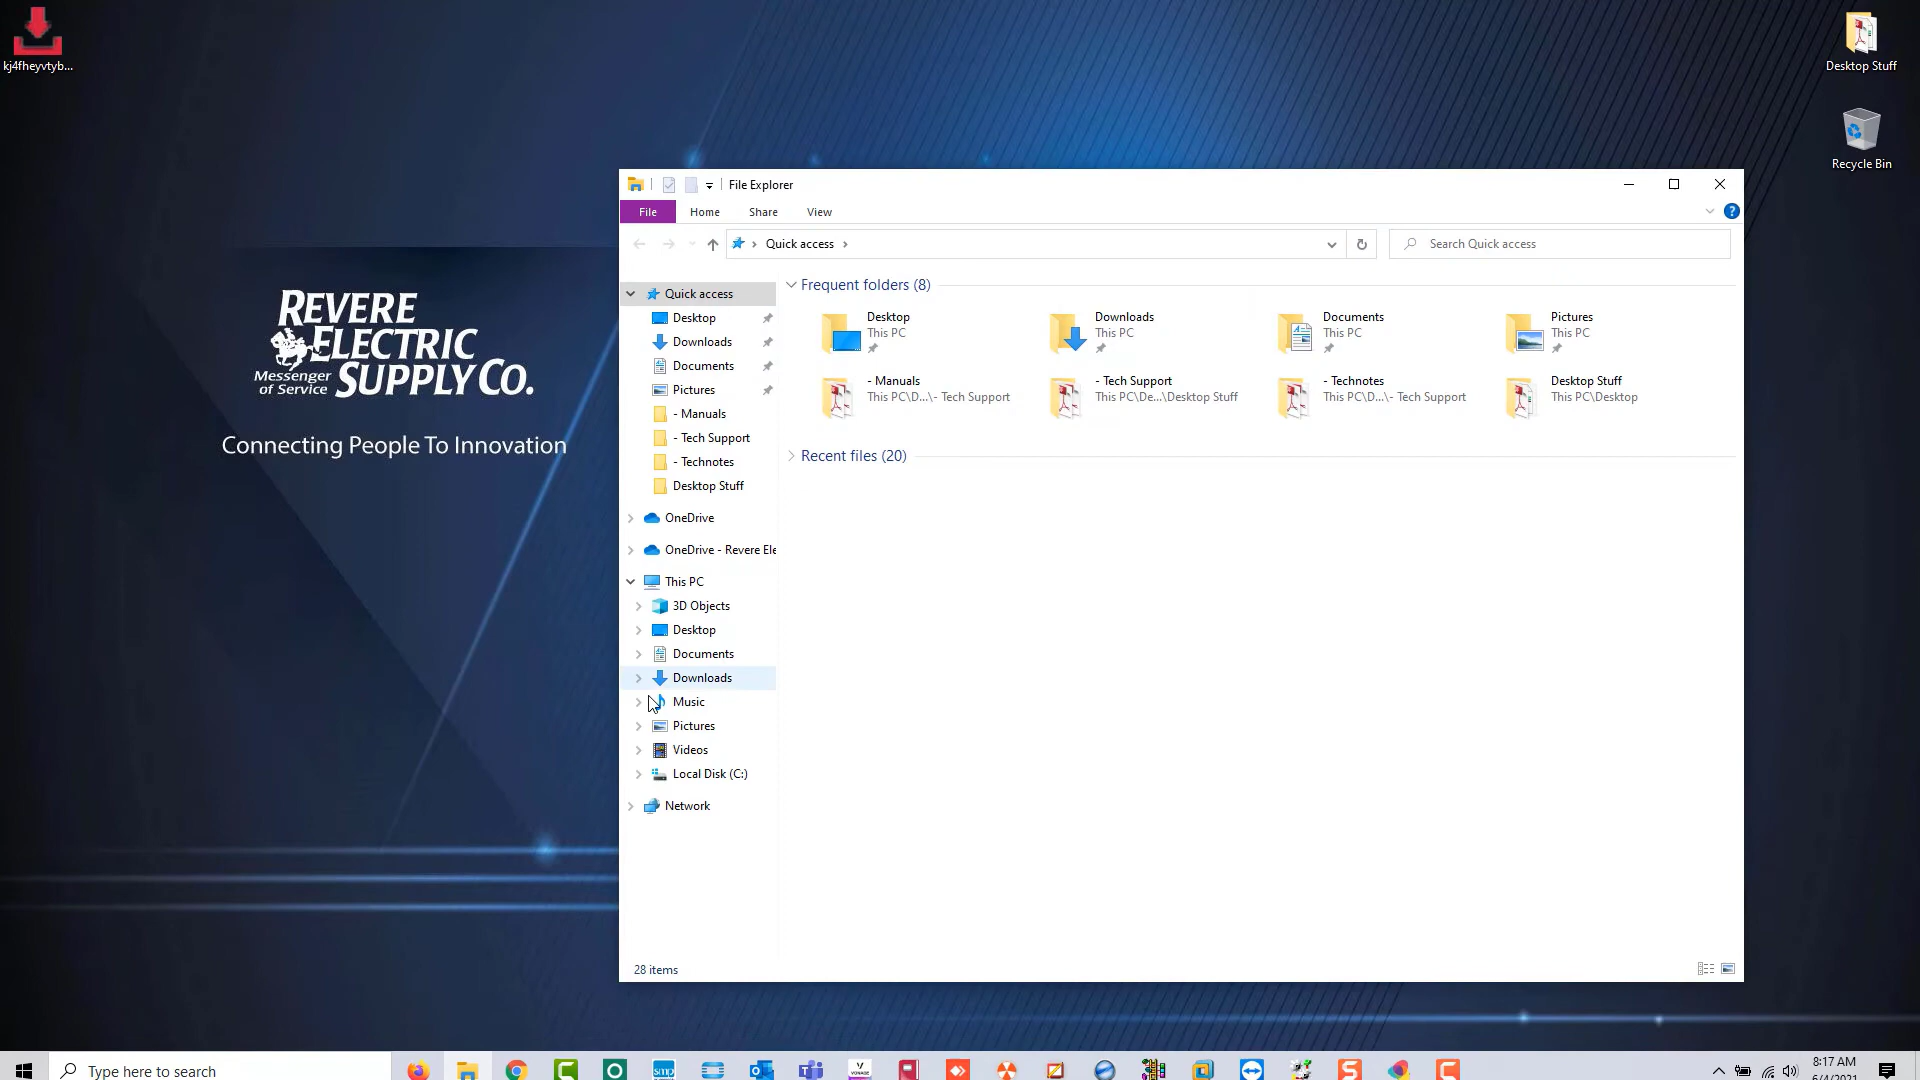 kj4fheyvtyb...
Desktop Stuff
Recycle Bin
REVERE
ELECTRIC
SUPPLY CO.
Messenger
of Service
Connecting People To Innovation
File Explorer
File
Home
Share
View
Quick access
Search Quick access
Quick access
Desktop
Downloads
Documents
Pictures
- Manuals
- Tech Support
- Technotes
Desktop Stuff
OneDrive
OneDrive - Revere Ele
This PC
3D Objects
Desktop
Documents
Downloads
Music
Pictures
Videos
Local Disk (C:)
Network
Frequent folders (8)
Desktop
This PC
Downloads
This PC
Documents
This PC
Pictures
This PC
- Manuals
This PC\D...\- Tech Support
- Tech Support
This PC\De...\Desktop Stuff
- Technotes
This PC\D...\- Tech Support
Desktop Stuff
This PC\Desktop
Recent files (20)
28 items
Type here to search
smp
VONAGE
8:17 AM
6/4/2021